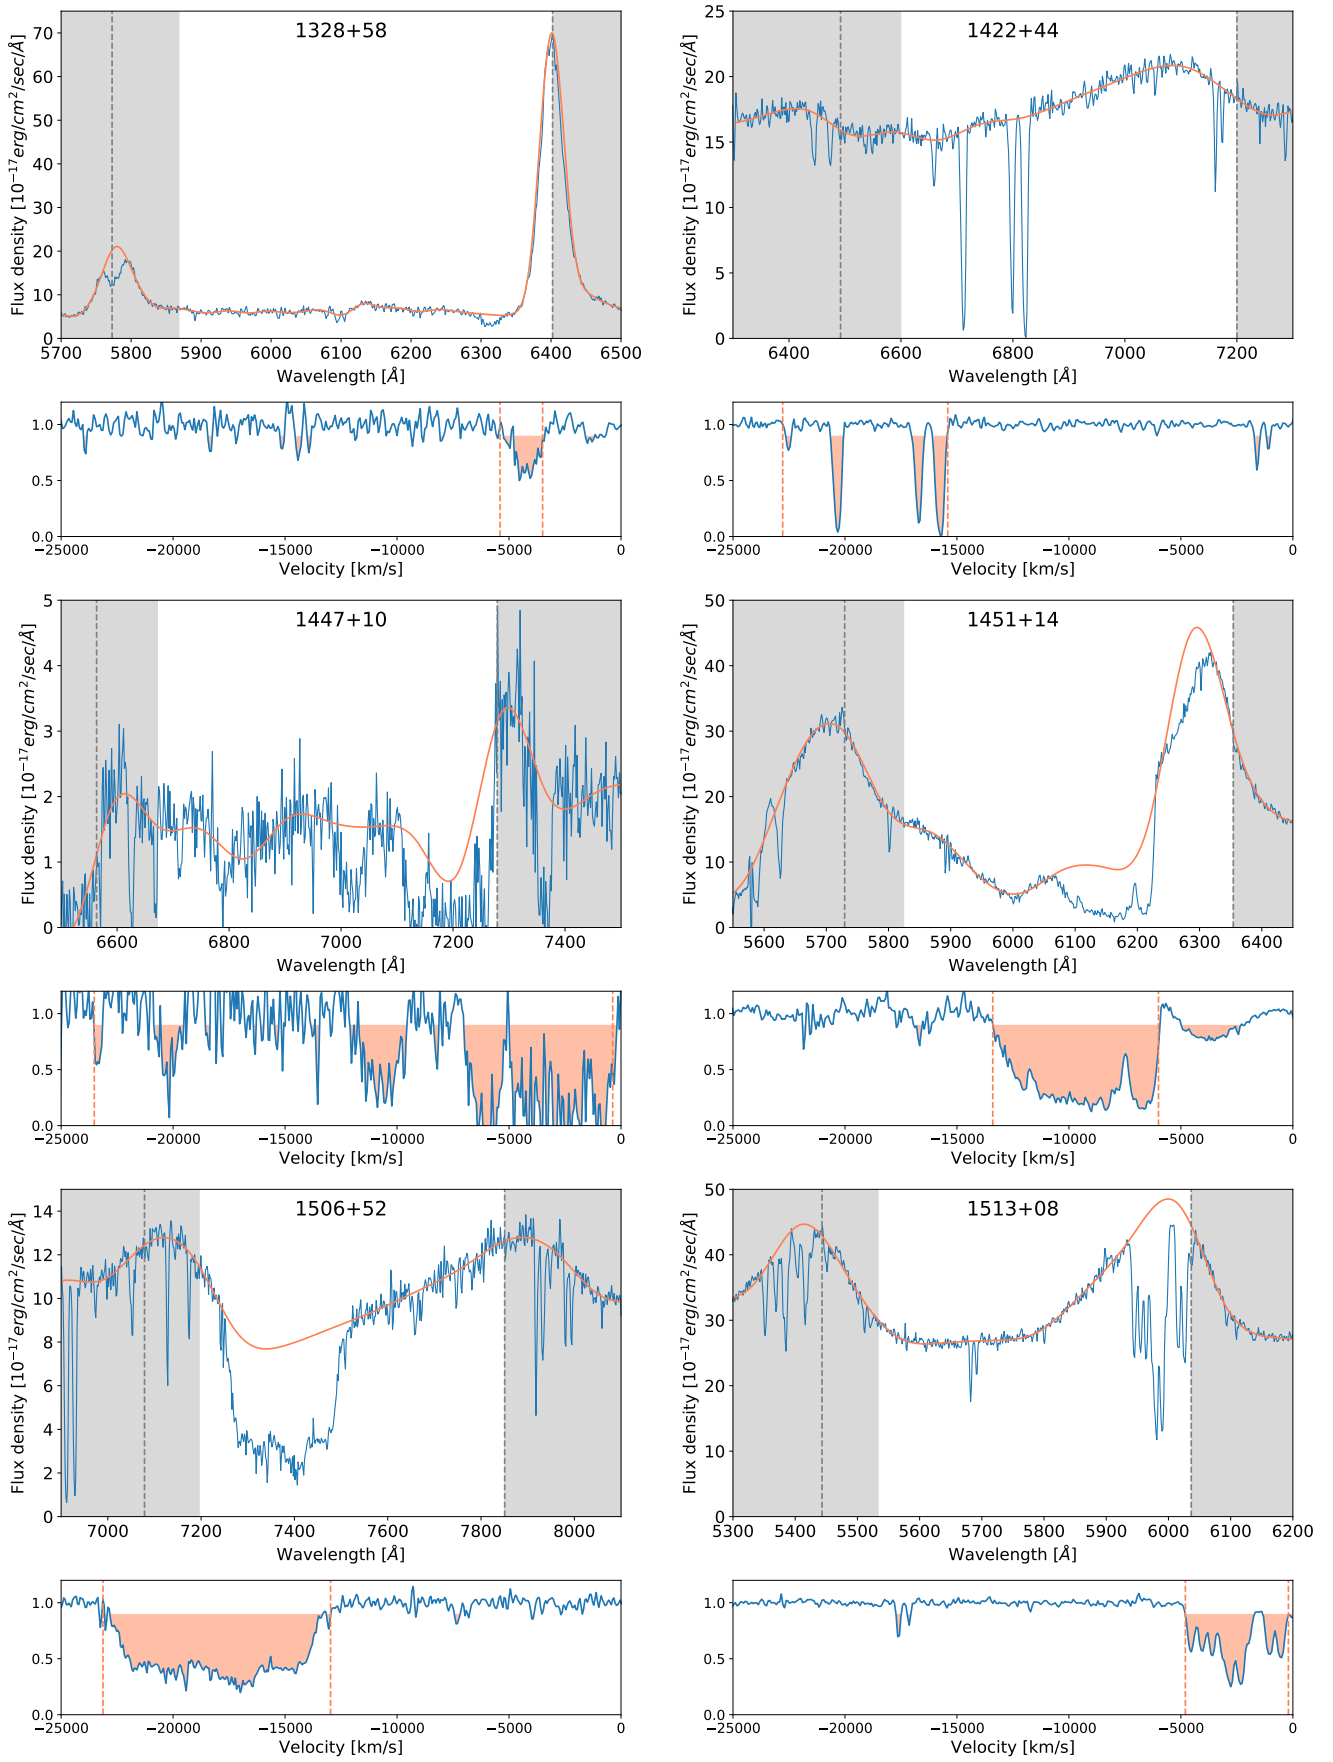 1328+58
Flux density [10⁻¹⁷erg/cm²/sec/Å]
70
60
50
40
30
20
10
0
5700 5800 5900 6000 6100 6200 6300 6400 6500
Wavelength [Å]
1.0
0.5
0.0
−25000 −20000 −15000 −10000 −5000 0
Velocity [km/s]
1422+44
Flux density [10⁻¹⁷erg/cm²/sec/Å]
25
20
15
10
5
0
6400 6600 6800 7000 7200
Wavelength [Å]
1.0
0.5
0.0
−25000 −20000 −15000 −10000 −5000 0
Velocity [km/s]
1447+10
Flux density [10⁻¹⁷erg/cm²/sec/Å]
5
4
3
2
1
0
6600 6800 7000 7200 7400
Wavelength [Å]
1.0
0.5
0.0
−25000 −20000 −15000 −10000 −5000 0
Velocity [km/s]
1451+14
Flux density [10⁻¹⁷erg/cm²/sec/Å]
50
40
30
20
10
0
5600 5700 5800 5900 6000 6100 6200 6300 6400
Wavelength [Å]
1.0
0.5
0.0
−25000 −20000 −15000 −10000 −5000 0
Velocity [km/s]
1506+52
Flux density [10⁻¹⁷erg/cm²/sec/Å]
14
12
10
8
6
4
2
0
7000 7200 7400 7600 7800 8000
Wavelength [Å]
1.0
0.5
0.0
−25000 −20000 −15000 −10000 −5000 0
Velocity [km/s]
1513+08
Flux density [10⁻¹⁷erg/cm²/sec/Å]
50
40
30
20
10
0
5300 5400 5500 5600 5700 5800 5900 6000 6100 6200
Wavelength [Å]
1.0
0.5
0.0
−25000 −20000 −15000 −10000 −5000 0
Velocity [km/s]